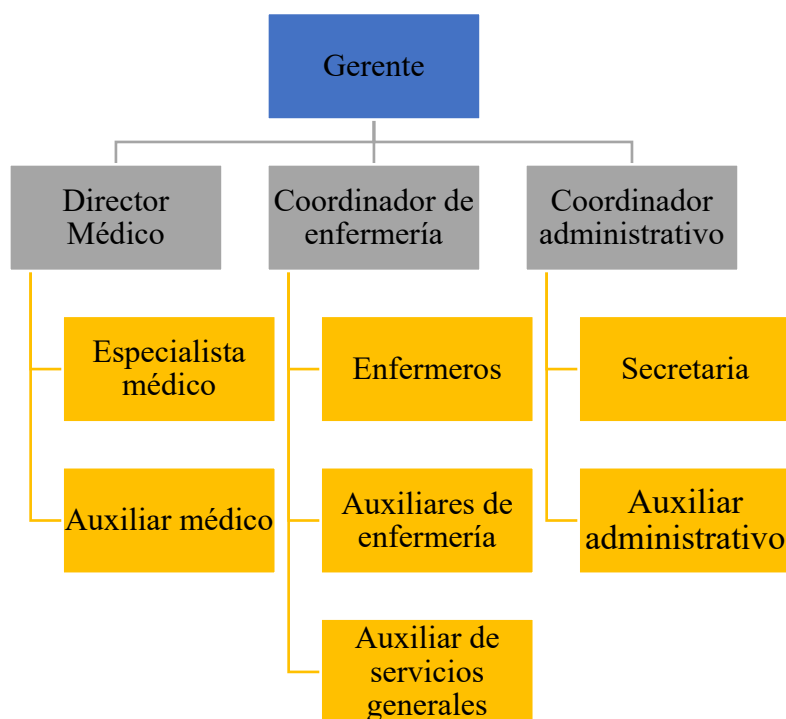 Gerente
Director
Médico
Coordinador de
enfermería
Coordinador
administrativo
Especialista
médico
Enfermeros
Secretaria
Auxiliar médico
Auxiliares de
enfermería
Auxiliar
administrativo
Auxiliar de
servicios
generales